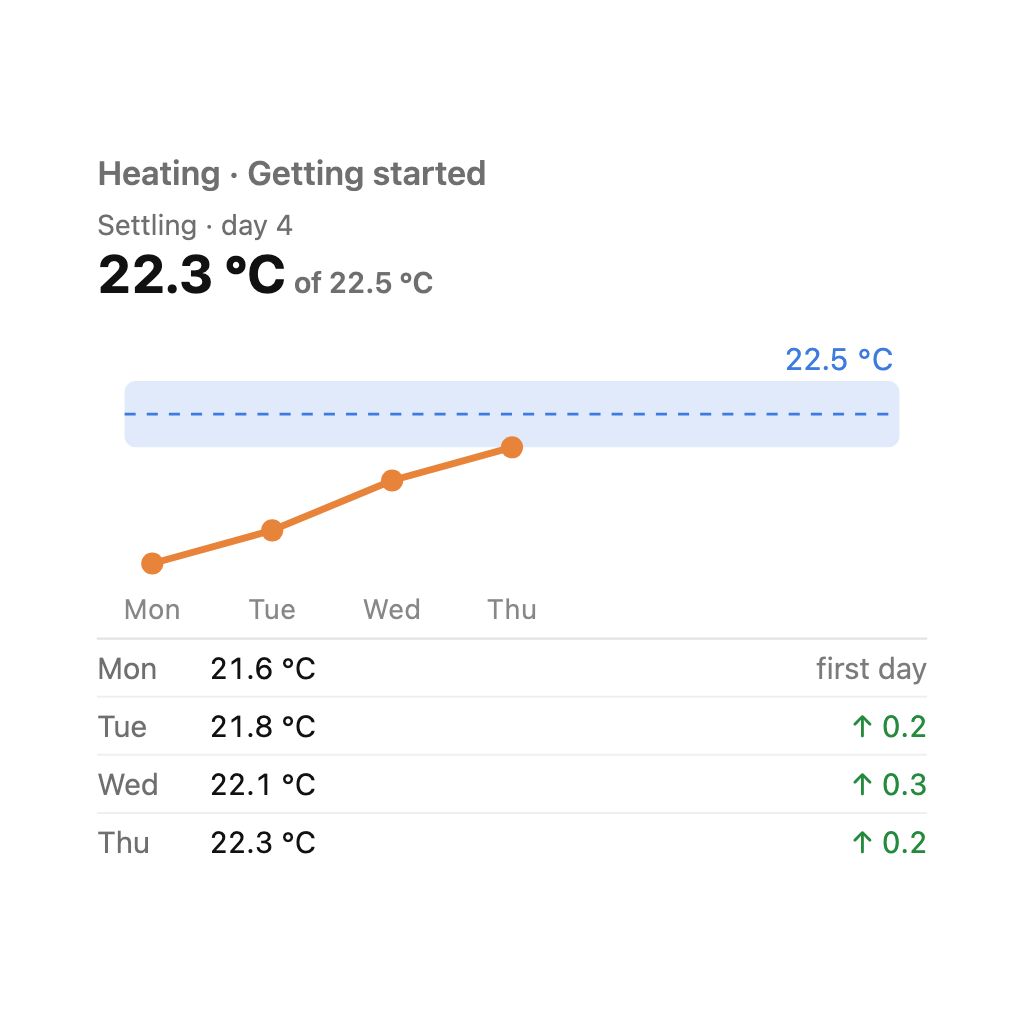 Heating · Getting started
Settling · day 4
22.3 °C of 22.5 °C
22.5 °C
Mon Tue Wed Thu
Mon 21.6 °C first day
Tue 21.8 °C ↑ 0.2
Wed 22.1 °C ↑ 0.3
Thu 22.3 °C ↑ 0.2